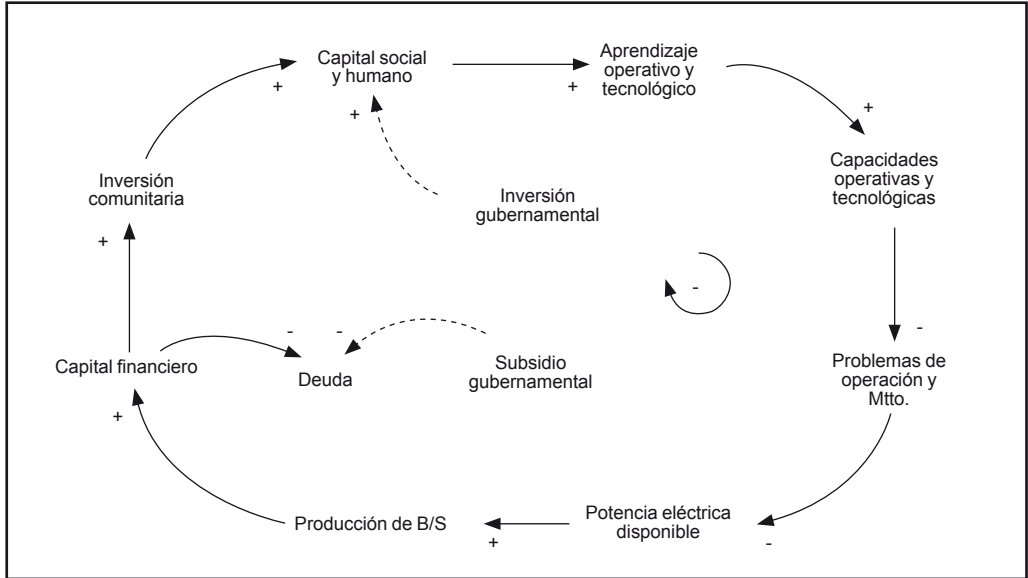 Capital social
y humano
+
Aprendizaje
operativo y
tecnológico
+
+
+
Capacidades
operativas y
tecnológicas
Inversión
comunitaria
Inversión
gubernamental
+
-
-
-
-
Capital financiero
Deuda
Subsidio
gubernamental
Problemas de
operación y
Mtto.
+
Producción de B/S
+
Potencia eléctrica
disponible
-